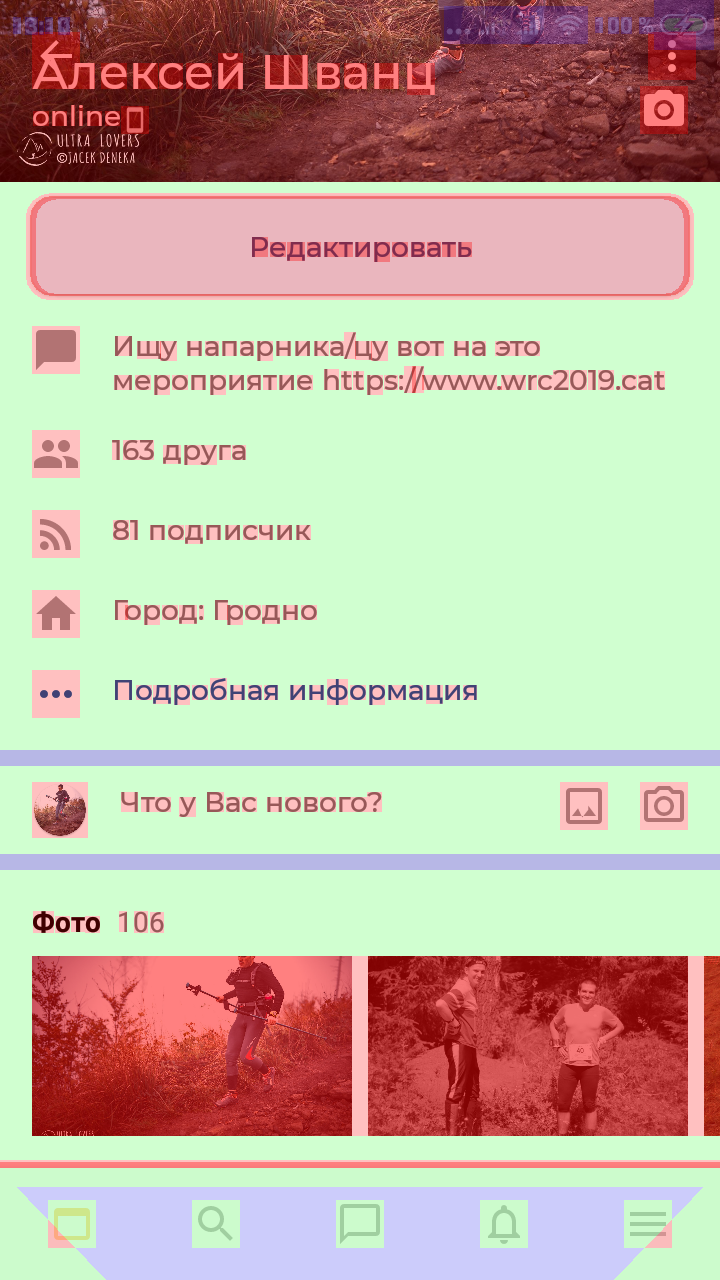 13:10 100 %
Алексей Шванц
online
ULTRA LOVERS
©JACEK DENEKA
Редактировать
Ищу напарника/цу вот на это
мероприятие https://www.wrc2019.cat
163 друга
81 подписчик
Город: Гродно
Подробная информация
Что у Вас нового?
Фото 106
40